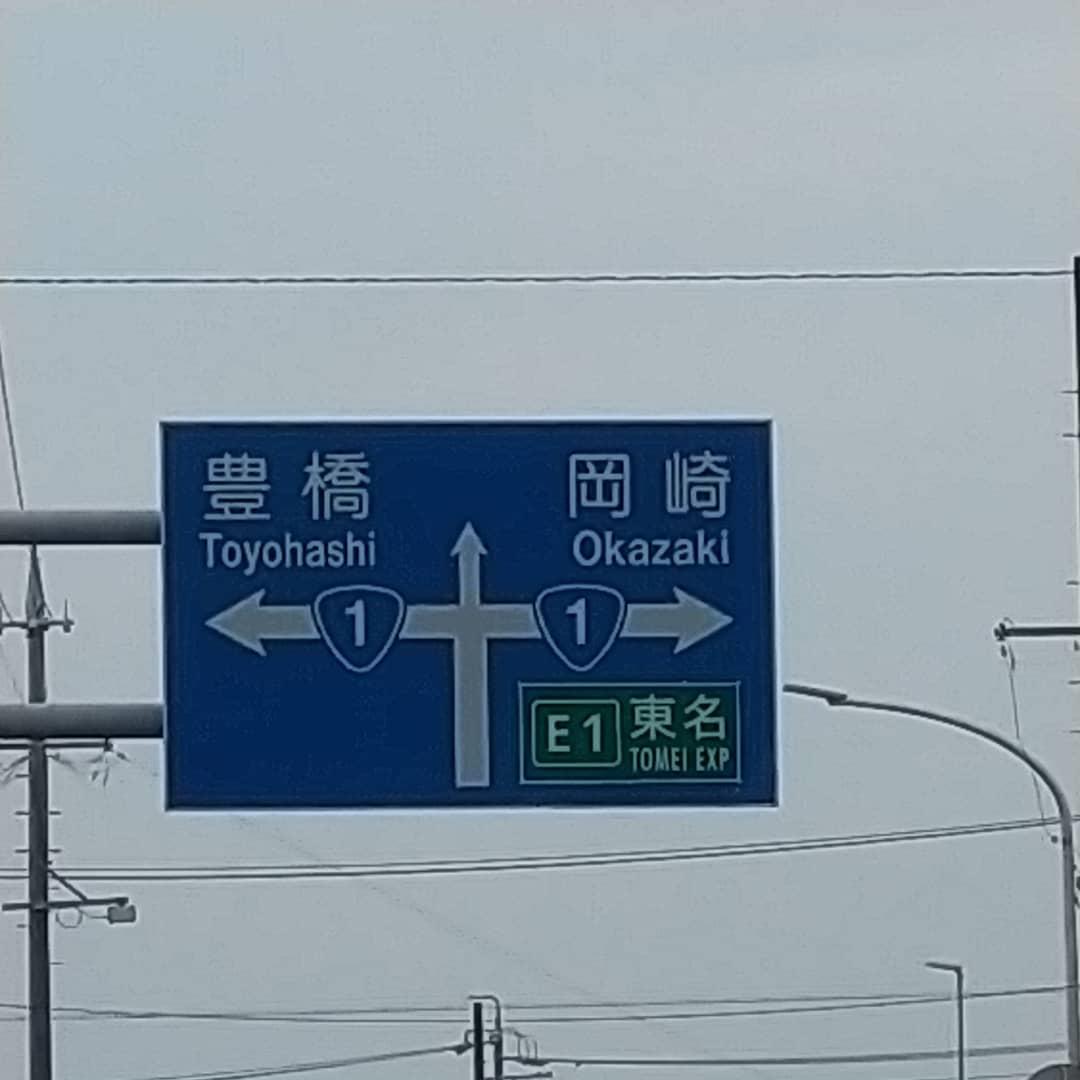 豊橋
Toyohashi
岡崎
Okazaki
1
1
E1 東名
TOMEI EXP